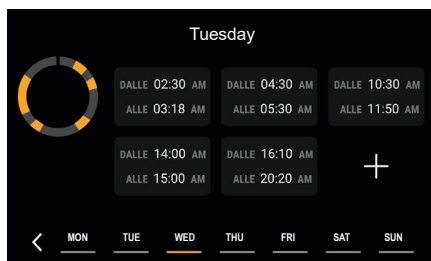 Tuesday
DALLE 02:30 AM DALLE 04:30 AM DALLE 10:30 AM
ALLE 03:18 AM ALLE 05:30 AM ALLE 11:50 AM
DALLE 14:00 AM DALLE 16:10 AM
ALLE 15:00 AM ALLE 20:20 AM
MON TUE WED THU FRI SAT SUN